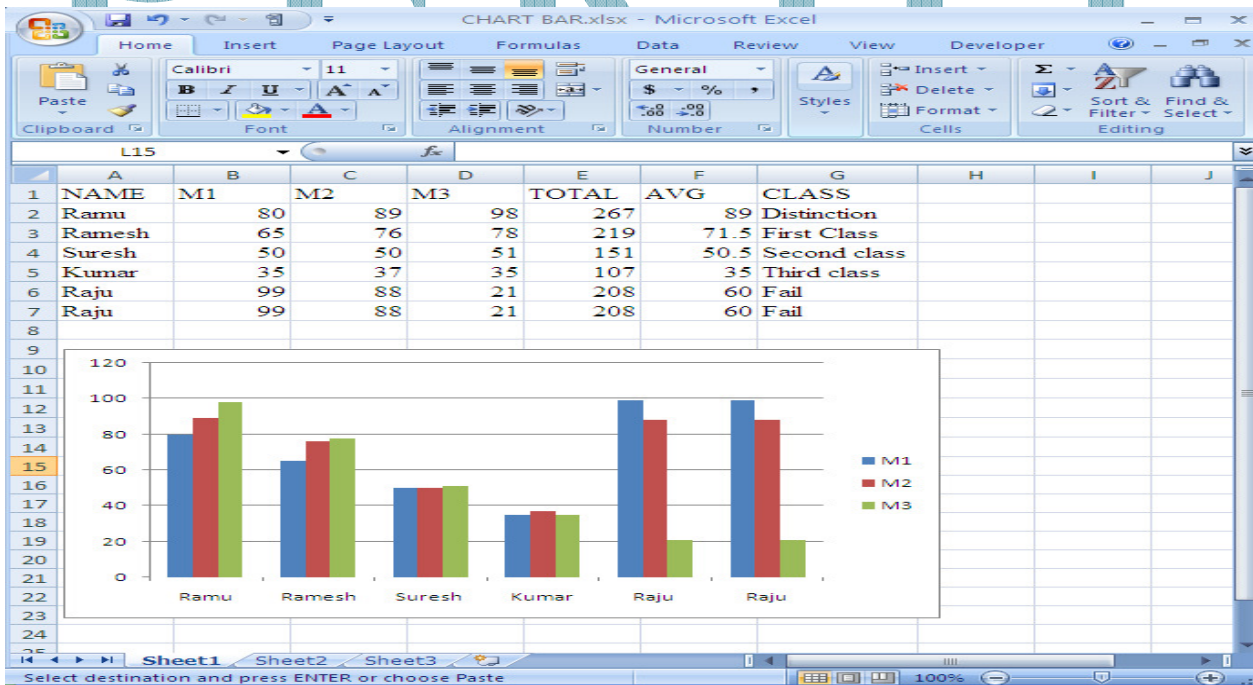 CHART BAR.xlsx - Microsoft Excel
Home Insert Page Layout Formulas Data Review View Developer
Paste
Clipboard
Calibri 11
B I U A A
A
Font
Alignment
General
$ % ,
.0 .00 .00 .0
Number
A
Styles
Insert
Delete
Format
Cells
Σ
Sort & Filter
Find & Select
Editing
L15 fx
A B C D E F G H I J
1 NAME M1 M2 M3 TOTAL AVG CLASS
2 Ramu 80 89 98 267 89 Distinction
3 Ramesh 65 76 78 219 71.5 First Class
4 Suresh 50 50 51 151 50.5 Second class
5 Kumar 35 37 35 107 35 Third class
6 Raju 99 88 21 208 60 Fail
7 Raju 99 88 21 208 60 Fail
8
9
10
11
12
13
14
15
16
17
18
19
20
21
22
23
24
120
100
80
60
40
20
0
Ramu Ramesh Suresh Kumar Raju Raju
M1
M2
M3
Sheet1 Sheet2 Sheet3
Select destination and press ENTER or choose Paste 100%